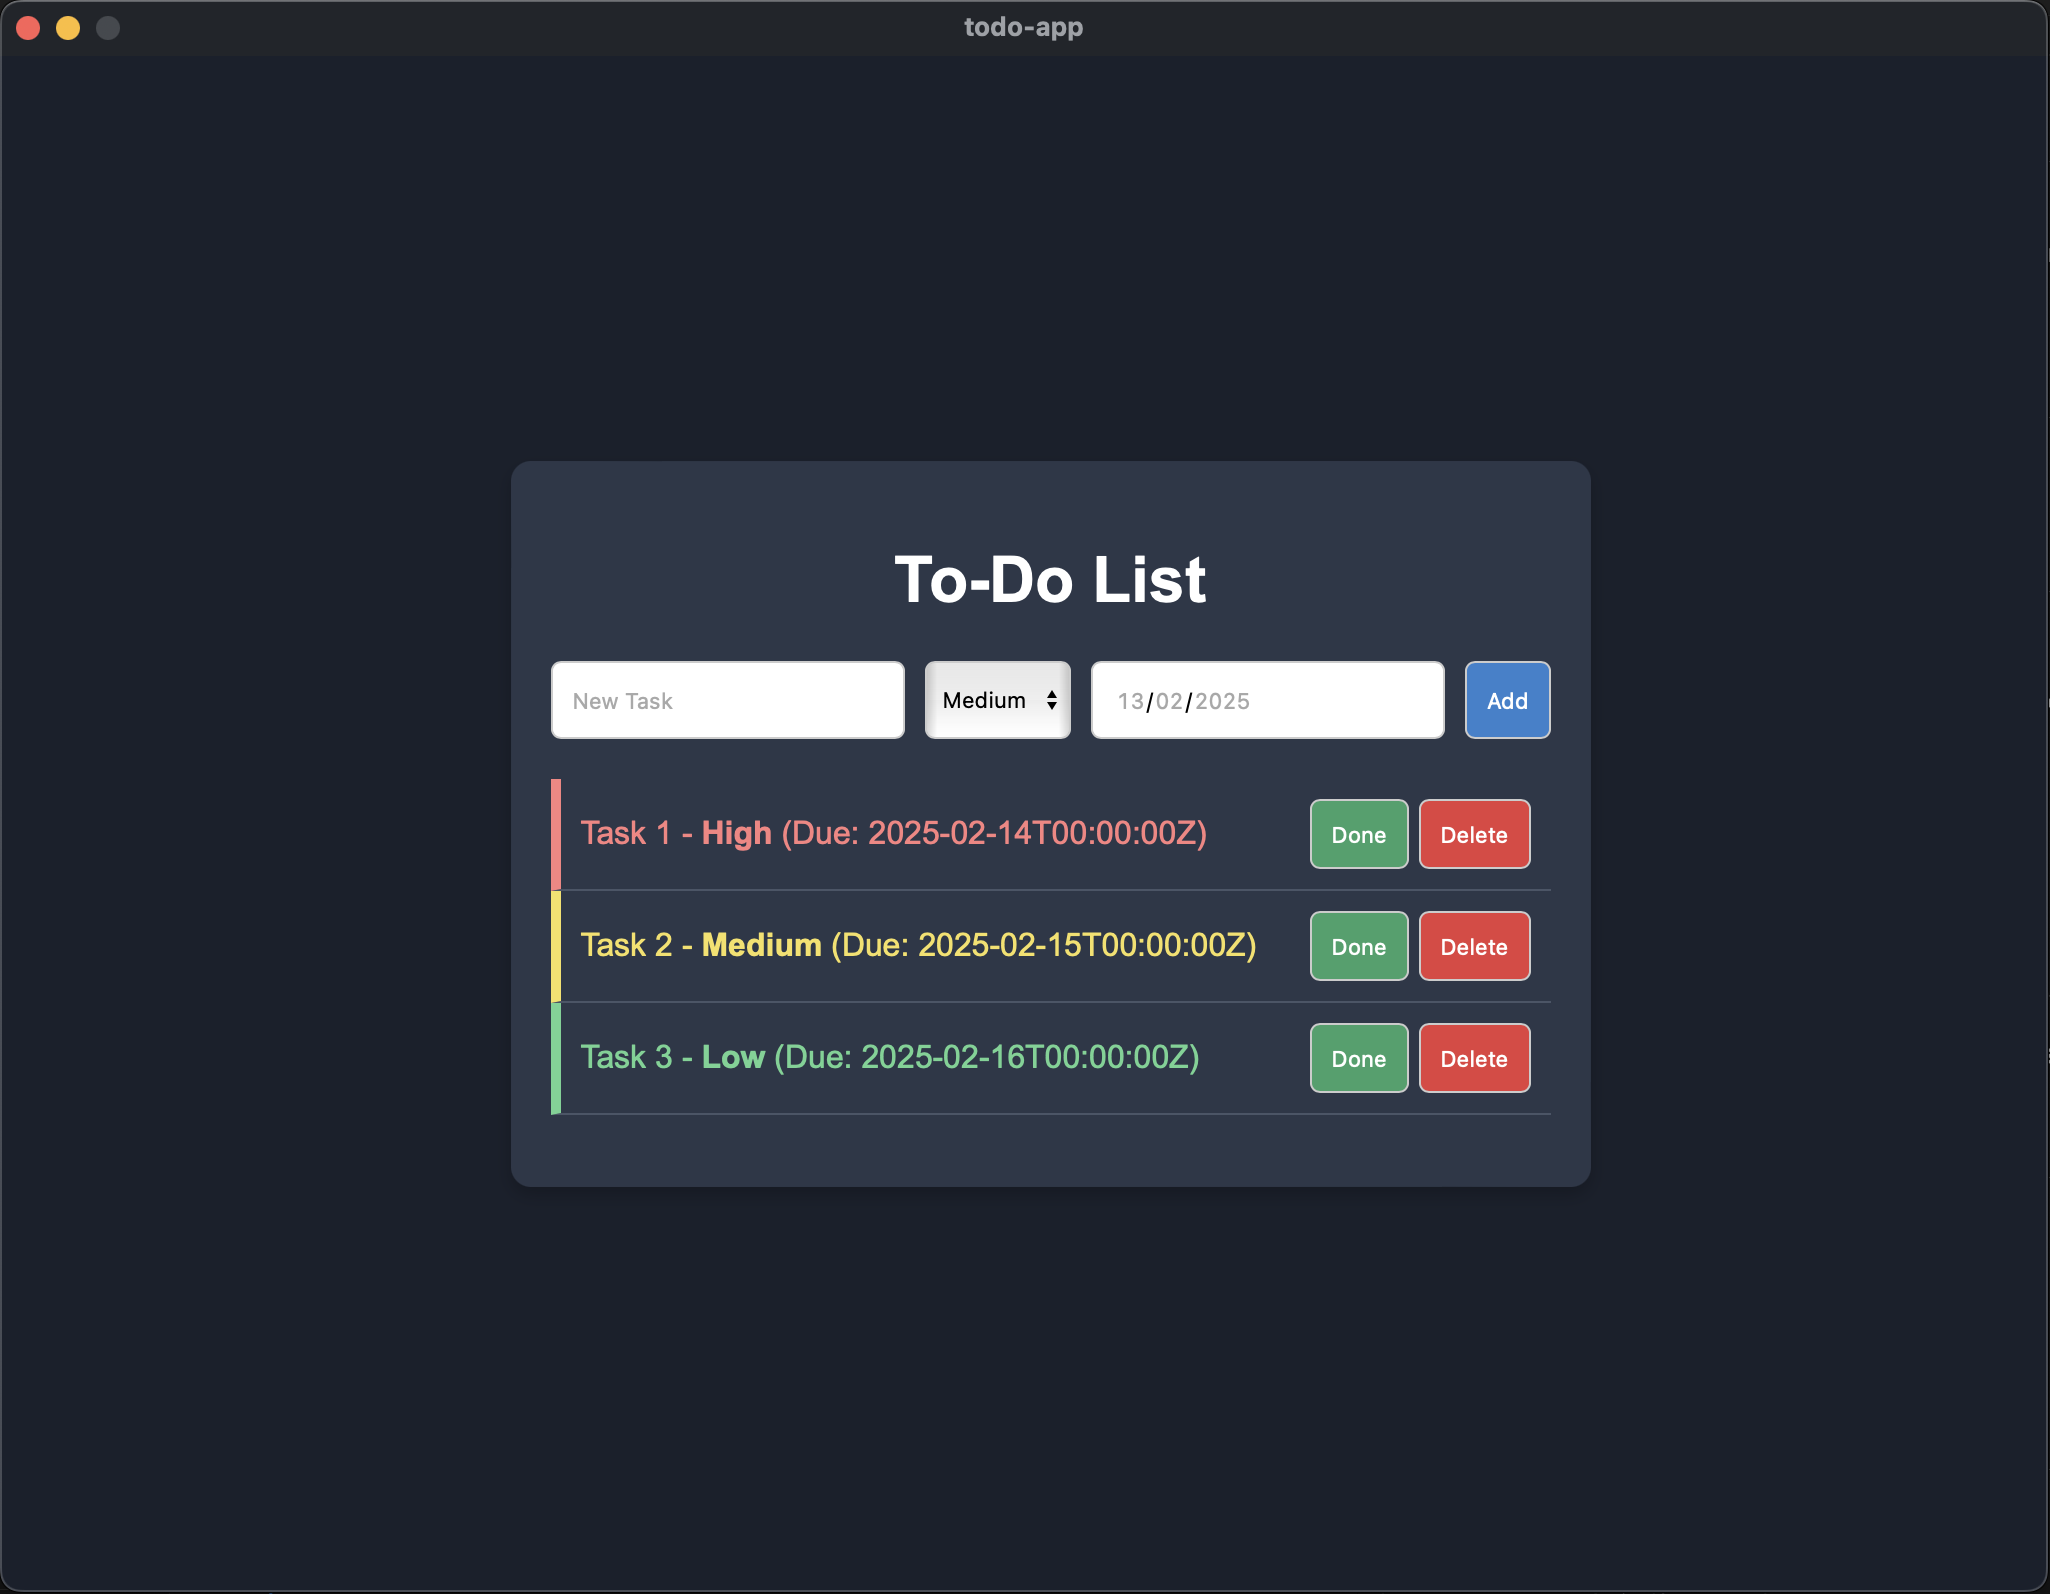 todo-app
To-Do List
New Task Medium 13/02/2025 Add
Task 1 - High (Due: 2025-02-14T00:00:00Z) Done Delete
Task 2 - Medium (Due: 2025-02-15T00:00:00Z) Done Delete
Task 3 - Low (Due: 2025-02-16T00:00:00Z) Done Delete